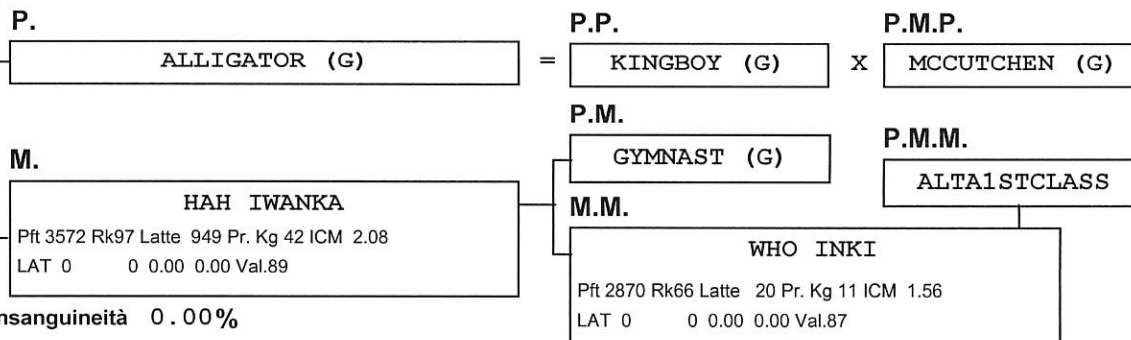 P.
ALLIGATOR (G)
=
P.P.
KINGBOY (G)
X
P.M.P.
MCCUTCHEN (G)
M.
HAH IWANKA
Pft 3572 Rk97 Latte 949 Pr. Kg 42 ICM 2.08
LAT 0 0 0.00 0.00 Val.89
P.M.
GYMNAST (G)
P.M.M.
ALTA1STCLASS
M.M.
WHO INKI
Pft 2870 Rk66 Latte 20 Pr. Kg 11 ICM 1.56
LAT 0 0 0.00 0.00 Val.87
nsanguineità 0.00%